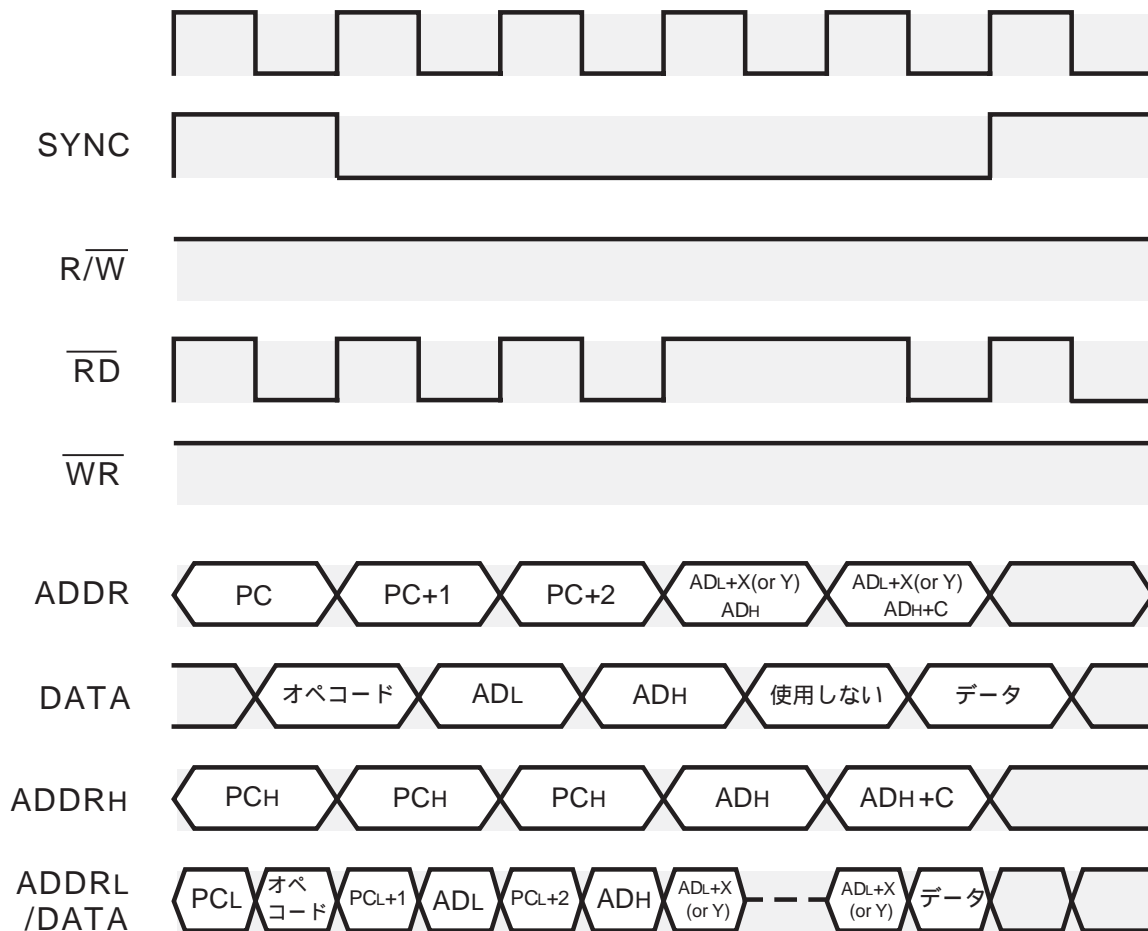 SYNC
R/W
RD
WR
ADDR
PC
PC+1
PC+2
ADL+X(or Y)
ADH
ADL+X(or Y)
ADH+C
DATA
オペコード
ADL
ADH
使用しない
データ
ADDRH
PCH
PCH
PCH
ADH
ADH+C
ADDRL
/DATA
PCL
オペ
コード
PCL+1
ADL
PCL+2
ADH
ADL+X
(or Y)
ADL+X
(or Y)
データ